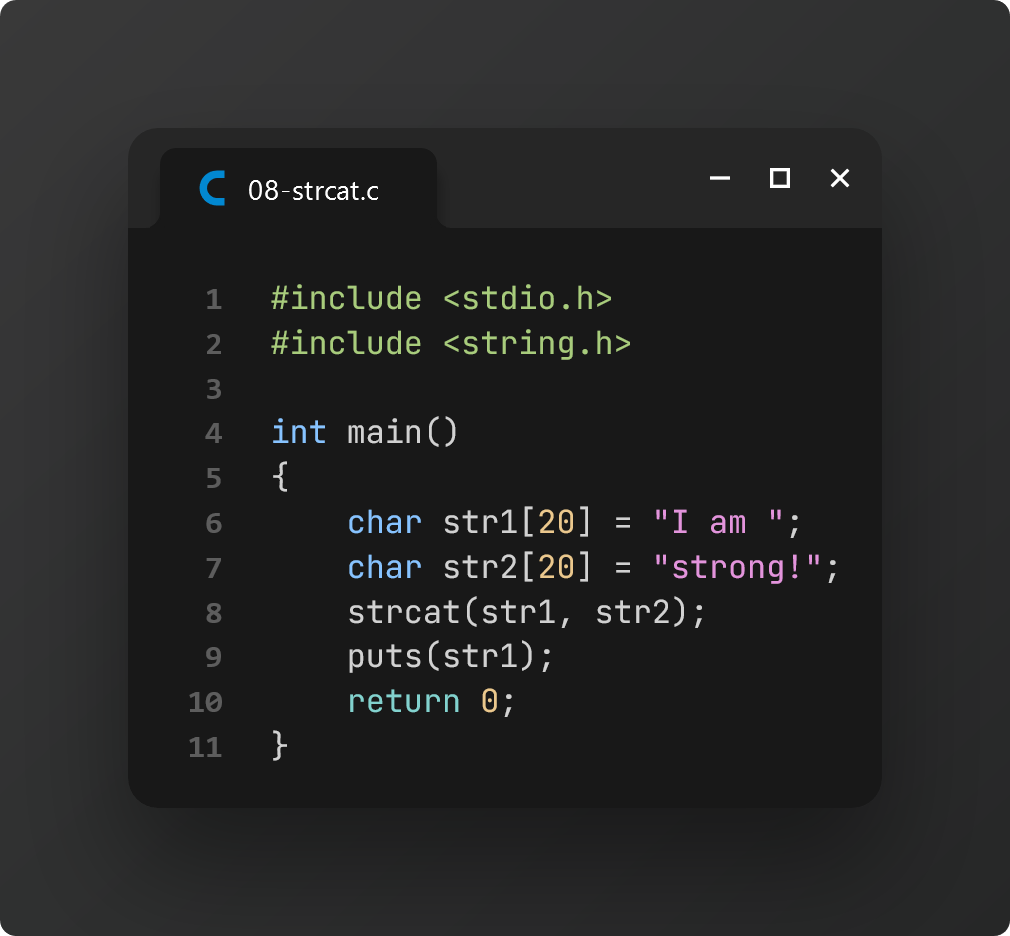 08-strcat.c
1 #include <stdio.h>
2 #include <string.h>
3
4 int main()
5 {
6     char str1[20] = "I am ";
7     char str2[20] = "strong!";
8     strcat(str1, str2);
9     puts(str1);
10     return 0;
11 }